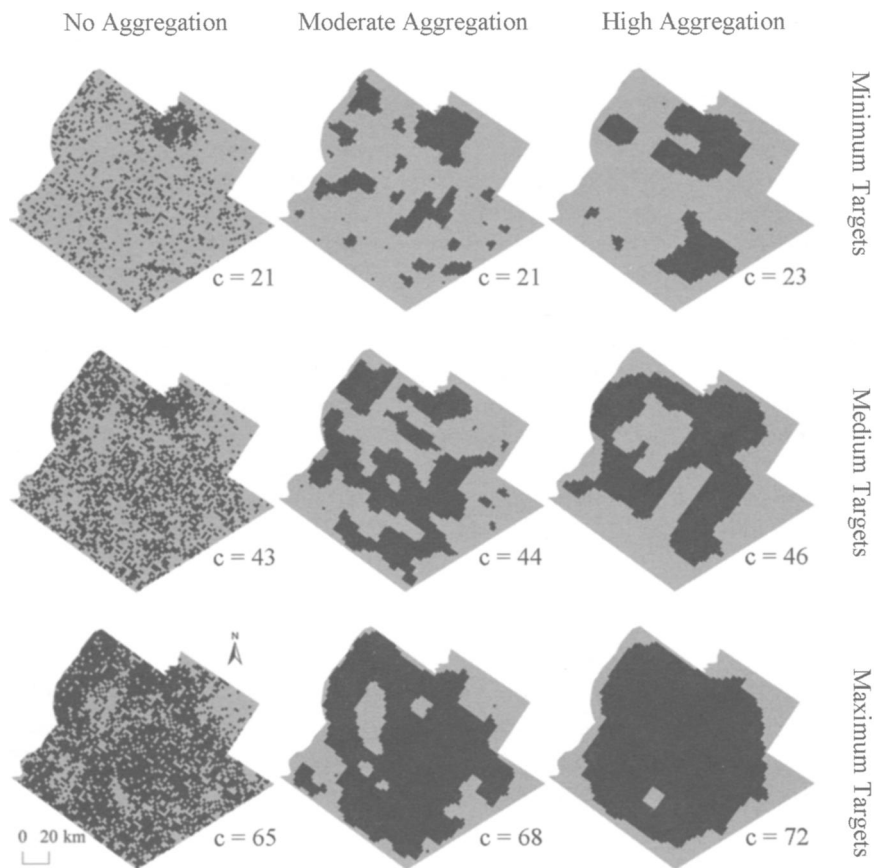 No Aggregation
Moderate Aggregation
High Aggregation
Minimum Targets
c = 21
c = 21
c = 23
Medium Targets
c = 43
c = 44
c = 46
Maximum Targets
N
0 20 km
c = 65
c = 68
c = 72